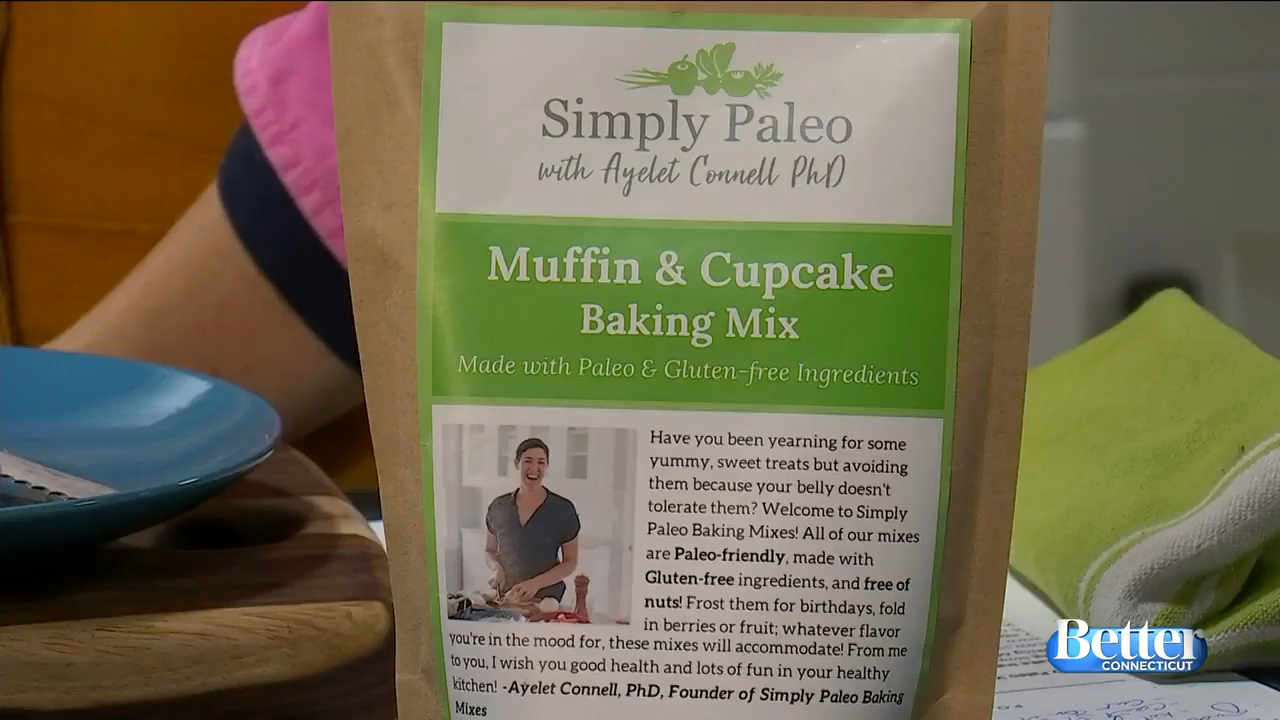 Simply Paleo
with Ayelet Connell PhD
Muffin & Cupcake
Baking Mix
Made with Paleo & Gluten-free Ingredients
Have you been yearning for some
yummy, sweet treats but avoiding
them because your belly doesn't
tolerate them? Welcome to Simply
Paleo Baking Mixes! All of our mixes
are Paleo-friendly, made with
Gluten-free ingredients, and free of
nuts! Frost them for birthdays, fold
in berries or fruit; whatever flavor
you're in the mood for, these mixes will accommodate! From me
to you, I wish you good health and lots of fun in your healthy
kitchen! -Ayelet Connell, PhD, Founder of Simply Paleo Baking
Mixes
Better
CONNECTICUT